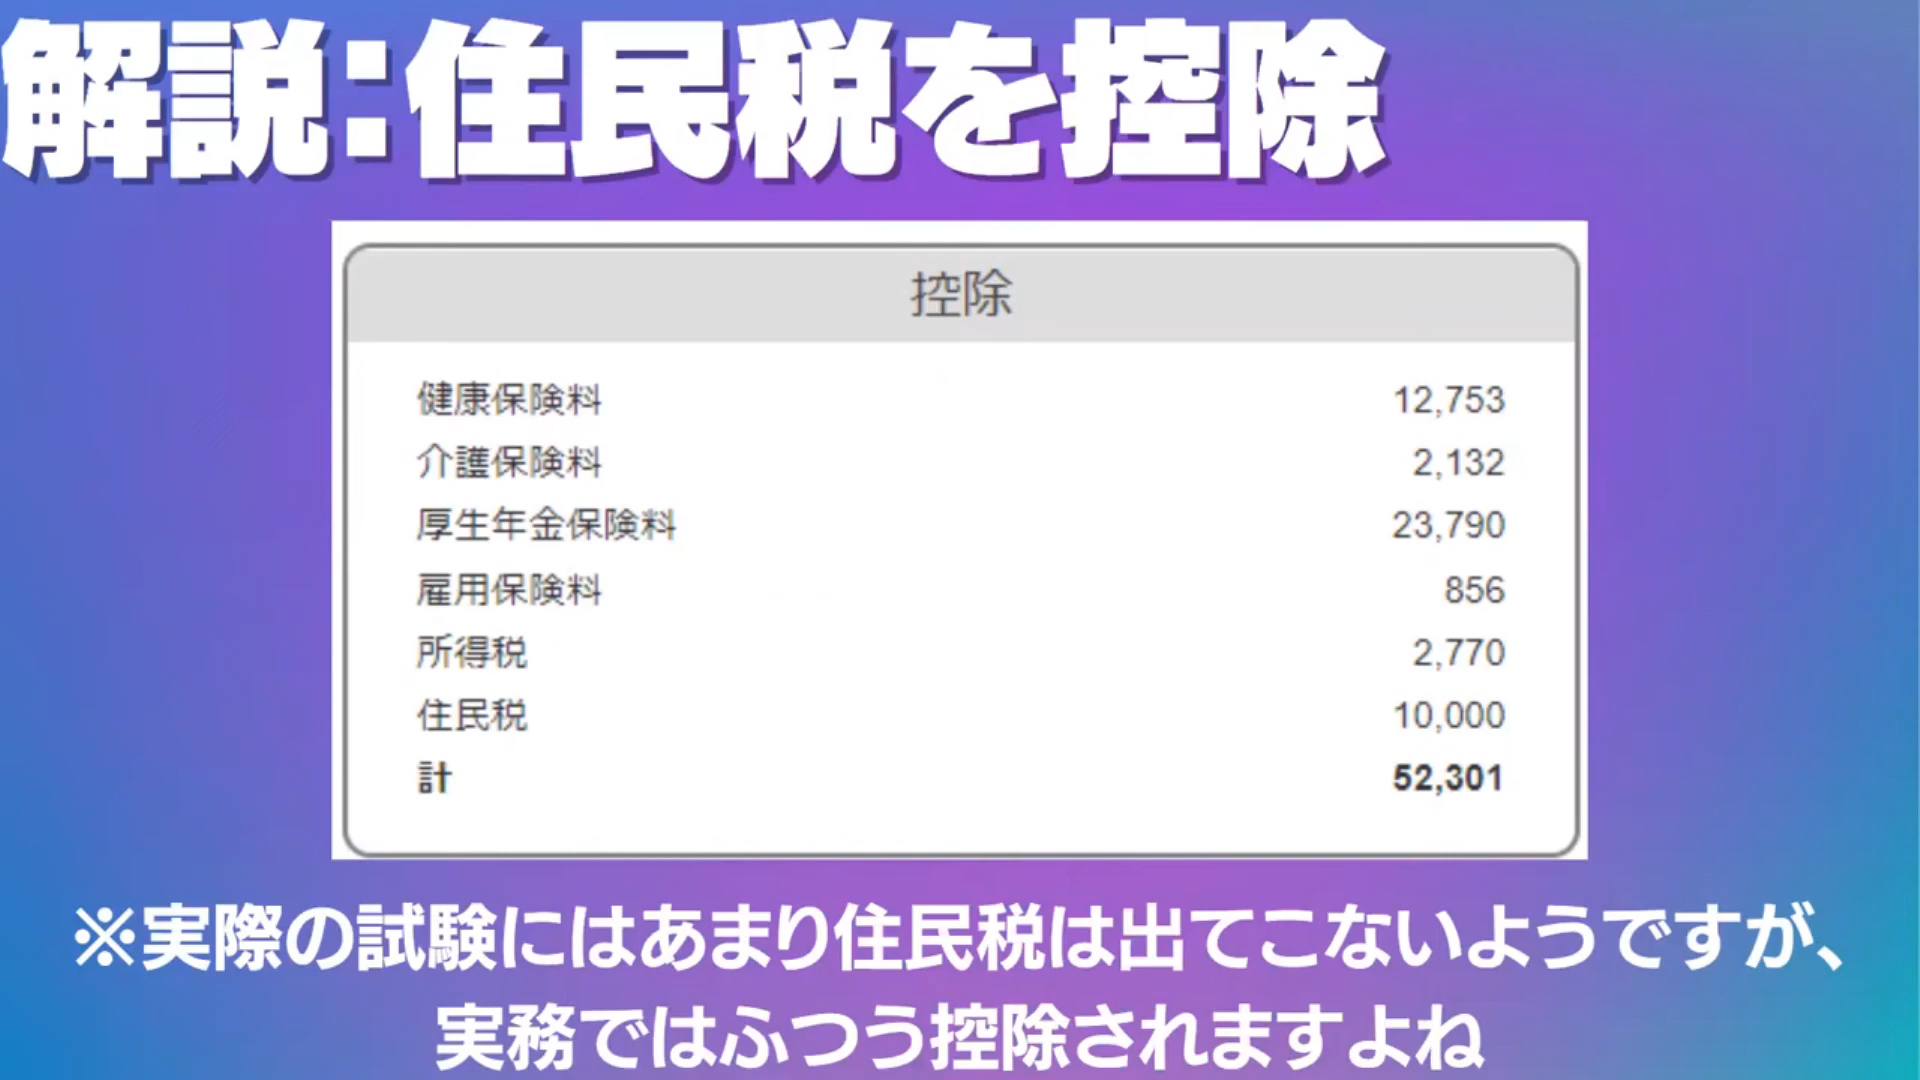 解説:住民税を控除
控除
健康保険料 12,753
介護保険料 2,132
厚生年金保険料 23,790
雇用保険料 856
所得税 2,770
住民税 10,000
計 52,301
※実際の試験にはあまり住民税は出てこないようですが、
実務ではふつう控除されますよね